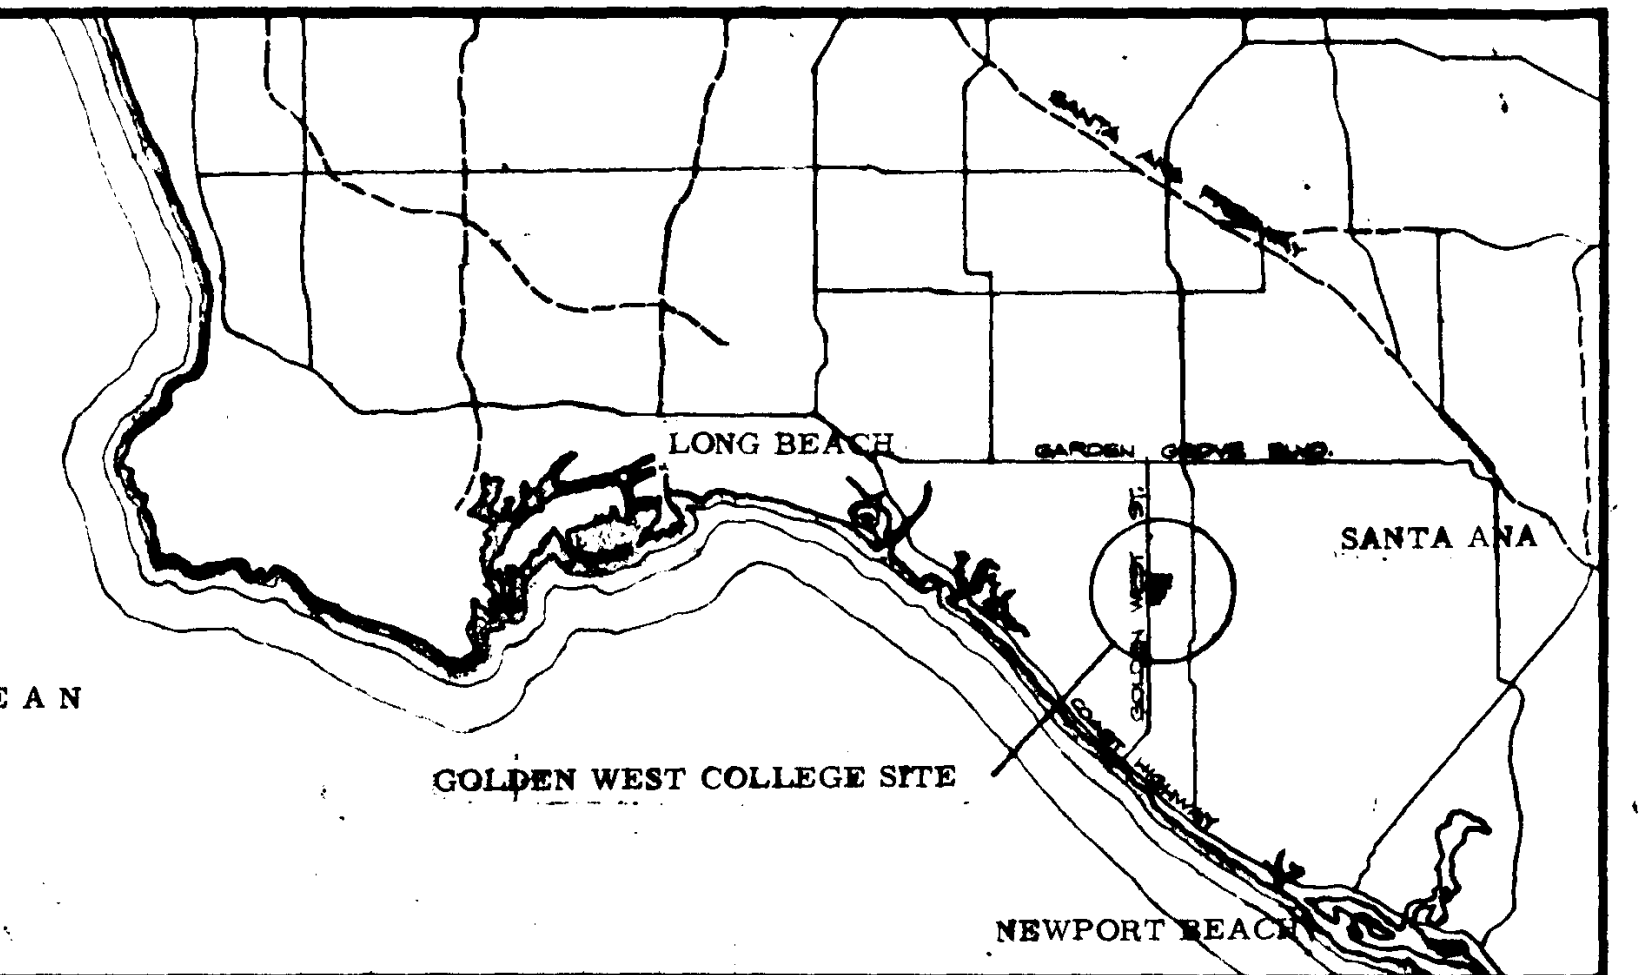 SANTA ANA FREEWAY
LONG BEACH
GARDEN GROVE BLVD.
GOLDEN WEST ST.
SANTA ANA
EAN
COAST HIGHWAY
GOLDEN WEST COLLEGE SITE
NEWPORT BEACH